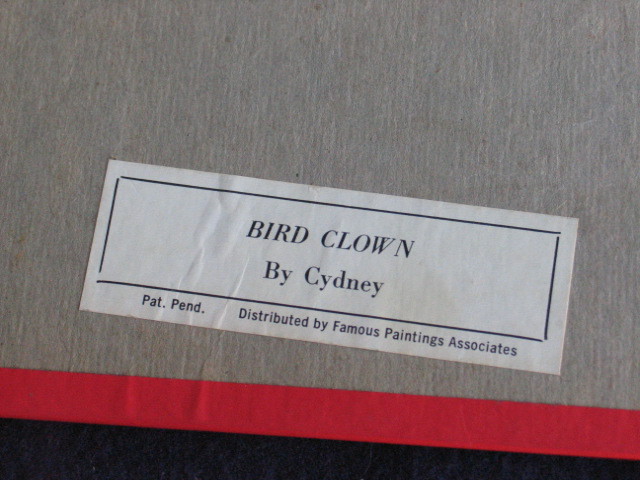 BIRD CLOWN
By Cydney
Pat. Pend. Distributed by Famous Paintings Associates